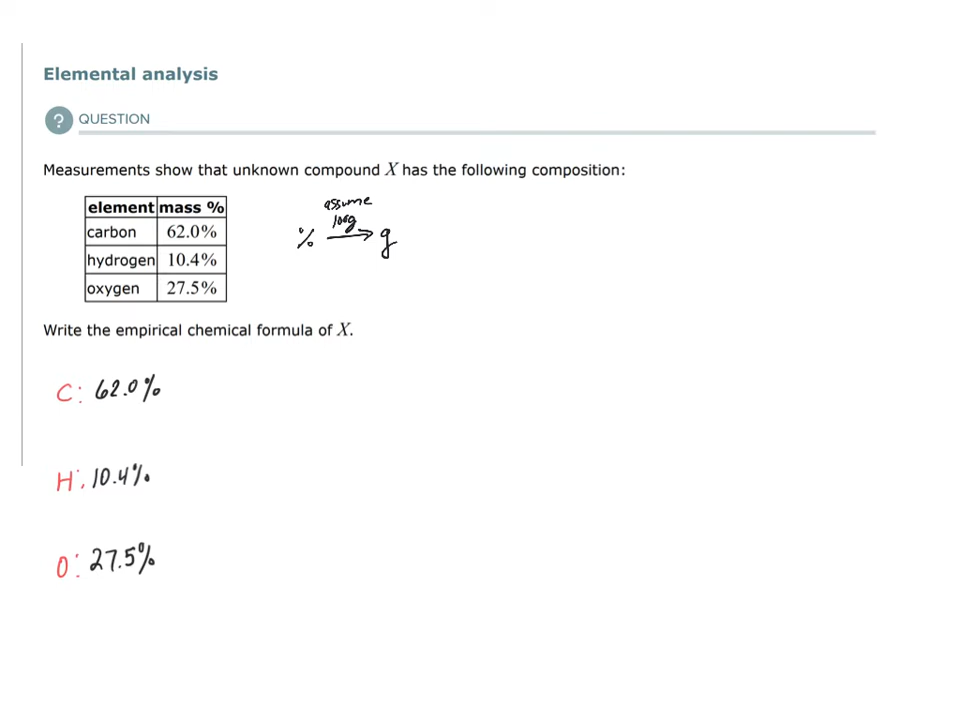 Elemental analysis
? QUESTION
Measurements show that unknown compound X has the following composition:
element mass %
carbon 62.0%
hydrogen 10.4%
oxygen 27.5%
assume
100g
% → g
Write the empirical chemical formula of X.
C: 62.0%
H: 10.4%
O: 27.5%